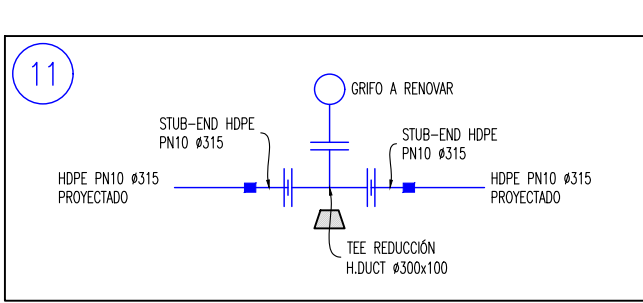 11
GRIFO A RENOVAR
STUB-END HDPE
PN10 ø315
STUB-END HDPE
PN10 ø315
HDPE PN10 ø315
PROYECTADO
HDPE PN10 ø315
PROYECTADO
TEE REDUCCIÓN
H.DUCT ø300x100